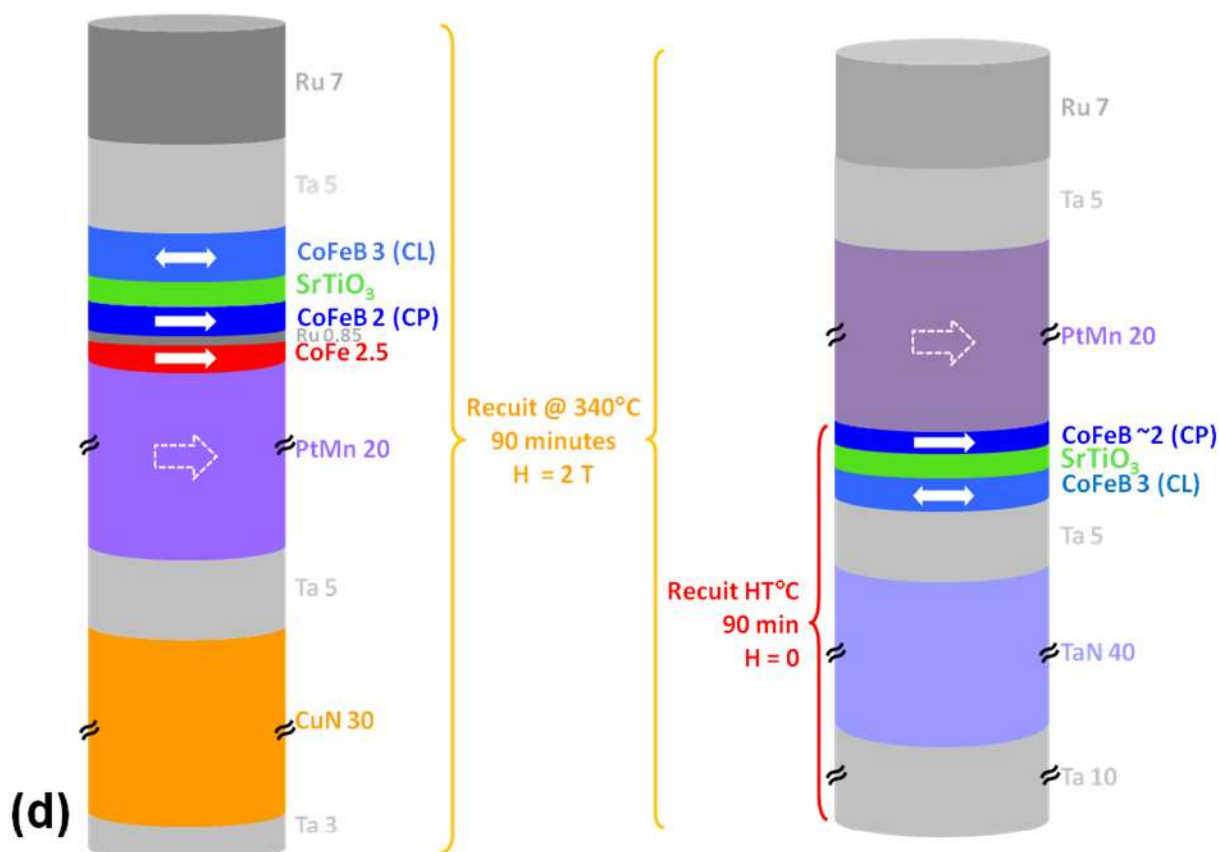 Ru 7
Ta 5
CoFeB 3 (CL)
SrTiO3
CoFeB 2 (CP)
Ru 0.85
CoFe 2.5
PtMn 20
Ta 5
CuN 30
Ta 3
(d)
Recuit @ 340°C
90 minutes
H = 2 T
Ru 7
Ta 5
PtMn 20
CoFeB ~2 (CP)
SrTiO3
CoFeB 3 (CL)
Ta 5
Recuit HT°C
90 min
H = 0
TaN 40
Ta 10